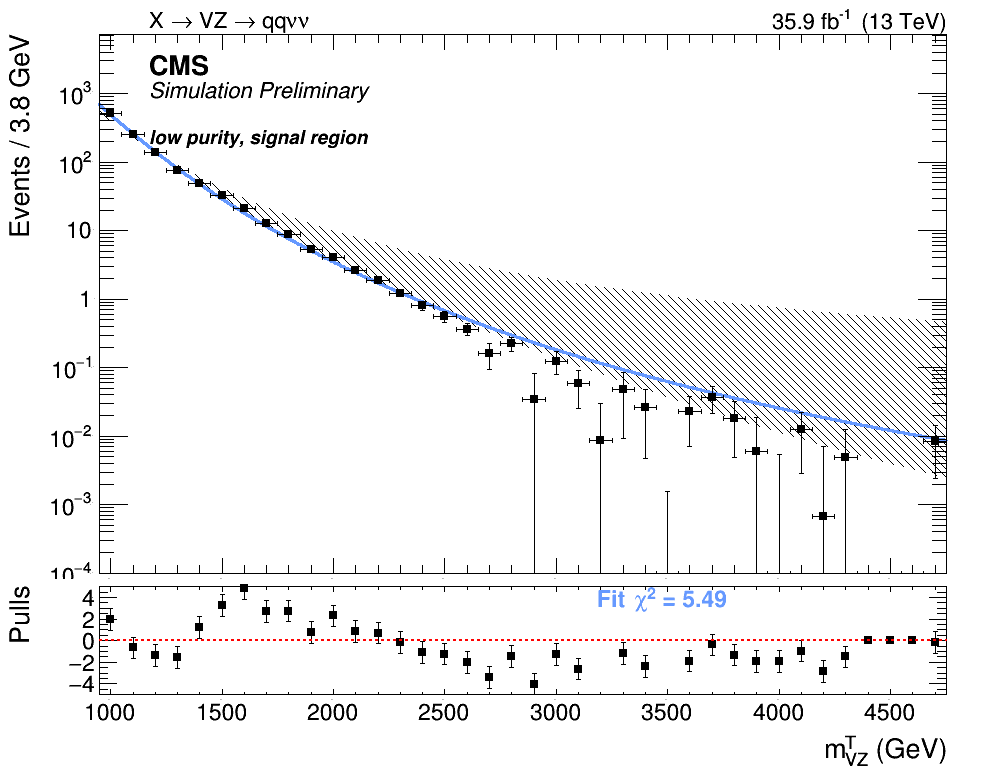 X → VZ → qqνν
35.9 fb⁻¹ (13 TeV)
Events / 3.8 GeV
CMS
Simulation Preliminary
low purity, signal region
10³
10²
10
1
10⁻¹
10⁻²
10⁻³
10⁻⁴
Pulls
Fit χ² = 5.49
4
2
0
−2
−4
1000 1500 2000 2500 3000 3500 4000 4500
m^T_VZ (GeV)